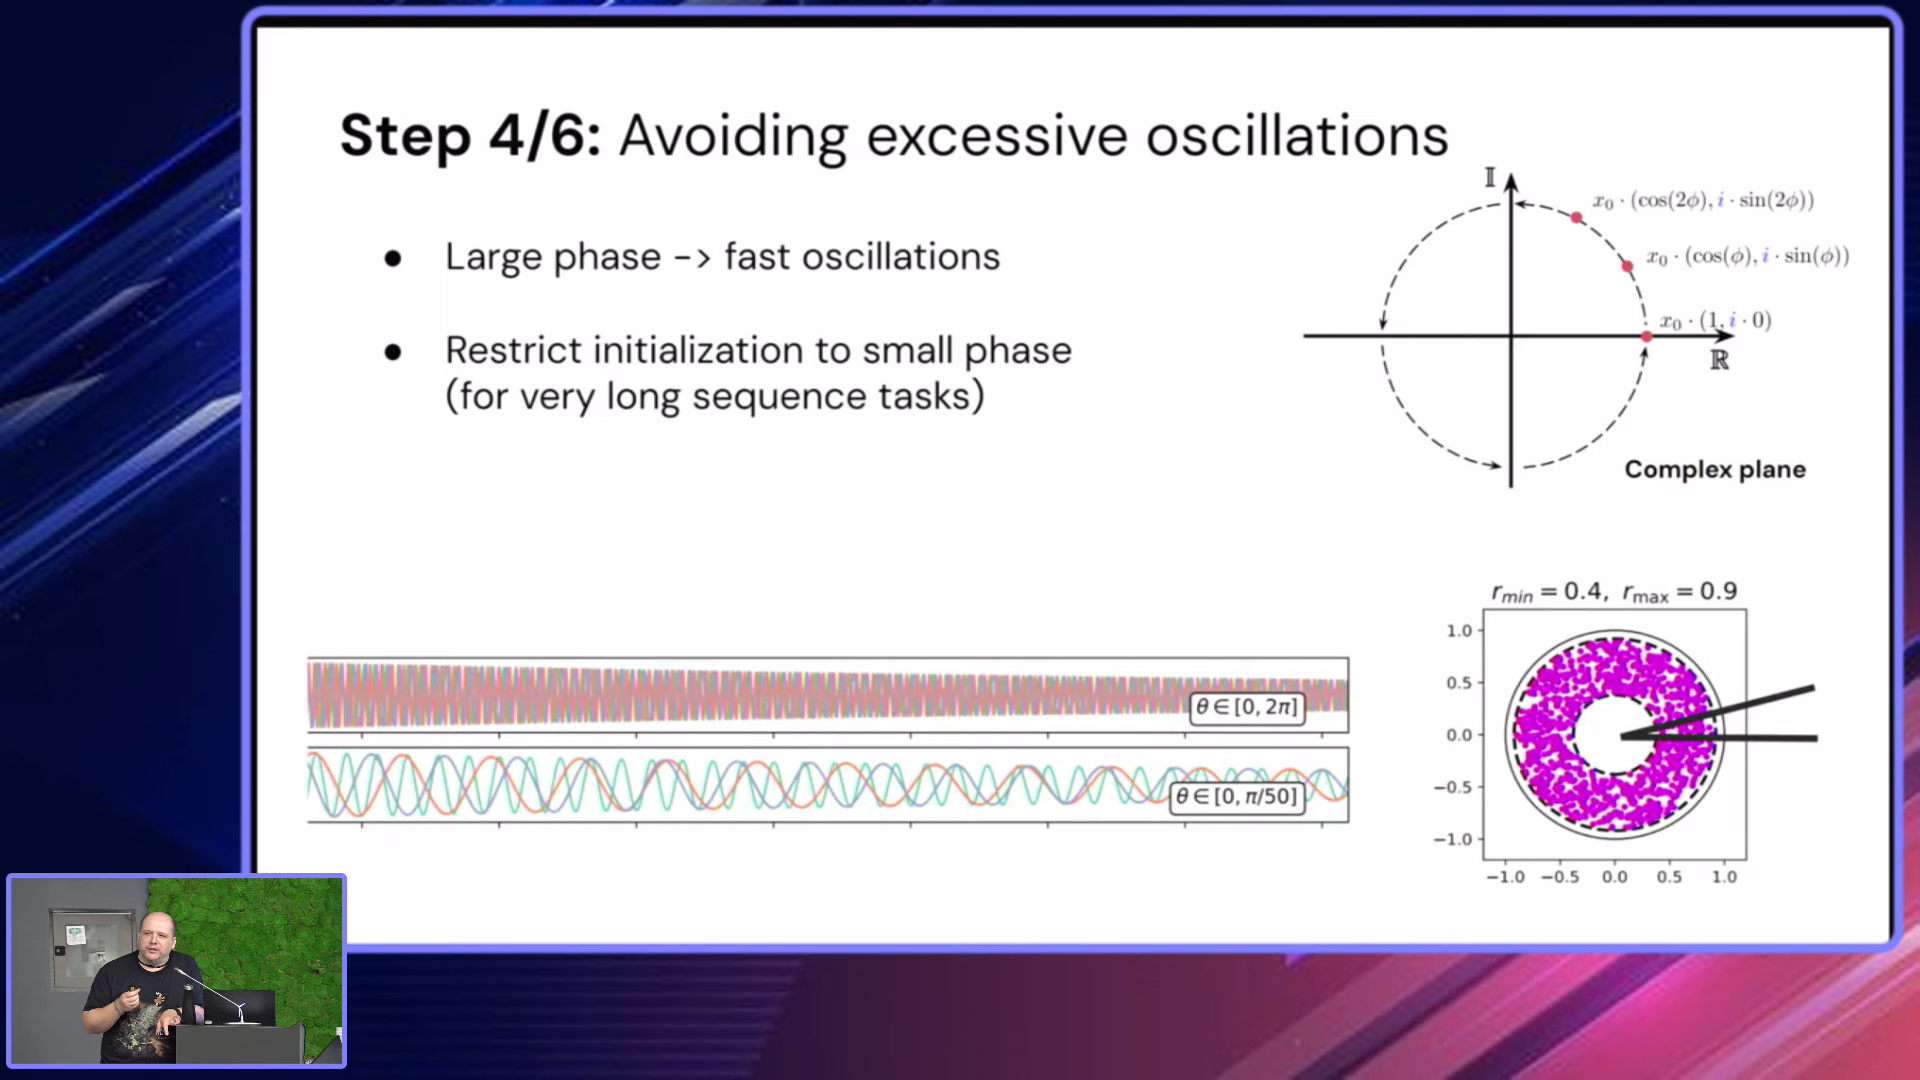 Step 4/6: Avoiding excessive oscillations
● Large phase -> fast oscillations
● Restrict initialization to small phase
(for very long sequence tasks)
𝕀
x₀ · (cos(2ϕ), i · sin(2ϕ))
x₀ · (cos(ϕ), i · sin(ϕ))
x₀ · (1, i · 0)
ℝ
Complex plane
θ ∈ [0, 2π]
θ ∈ [0, π/50]
r_min = 0.4, r_max = 0.9
1.0
0.5
0.0
−0.5
−1.0
−1.0 −0.5 0.0 0.5 1.0